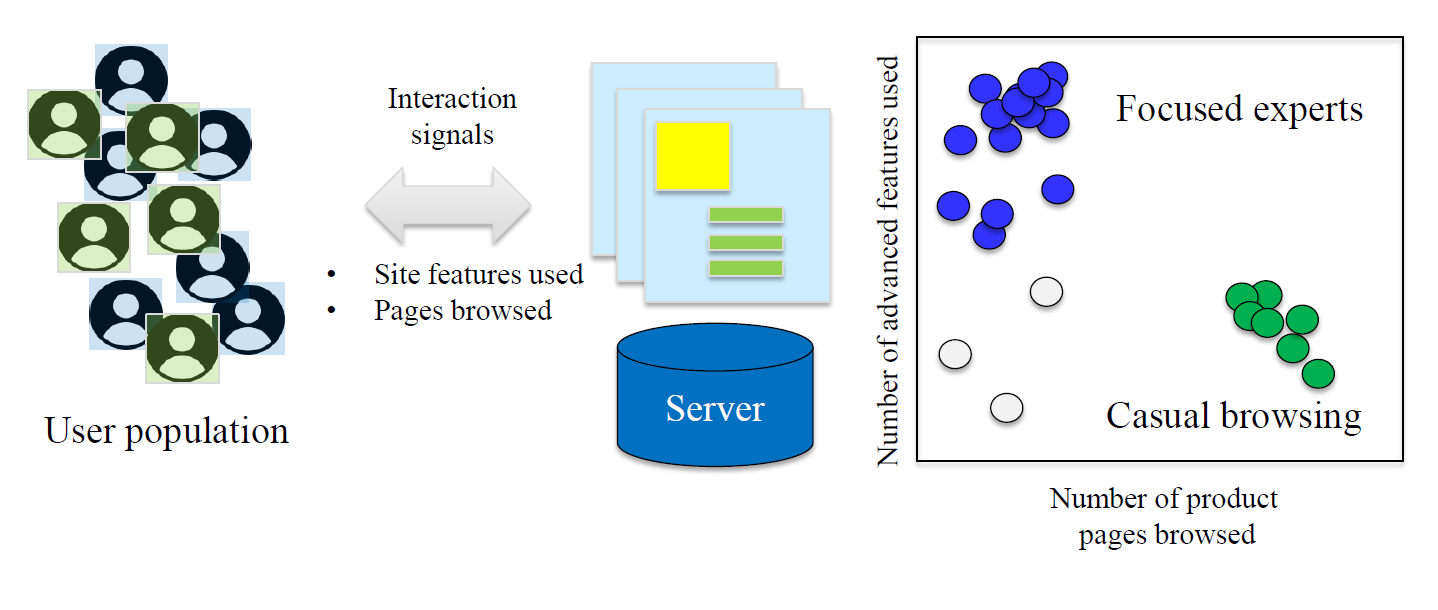 Interaction
signals
• Site features used
• Pages browsed
User population
Server
Number of advanced features used
Focused experts
Casual browsing
Number of product
pages browsed